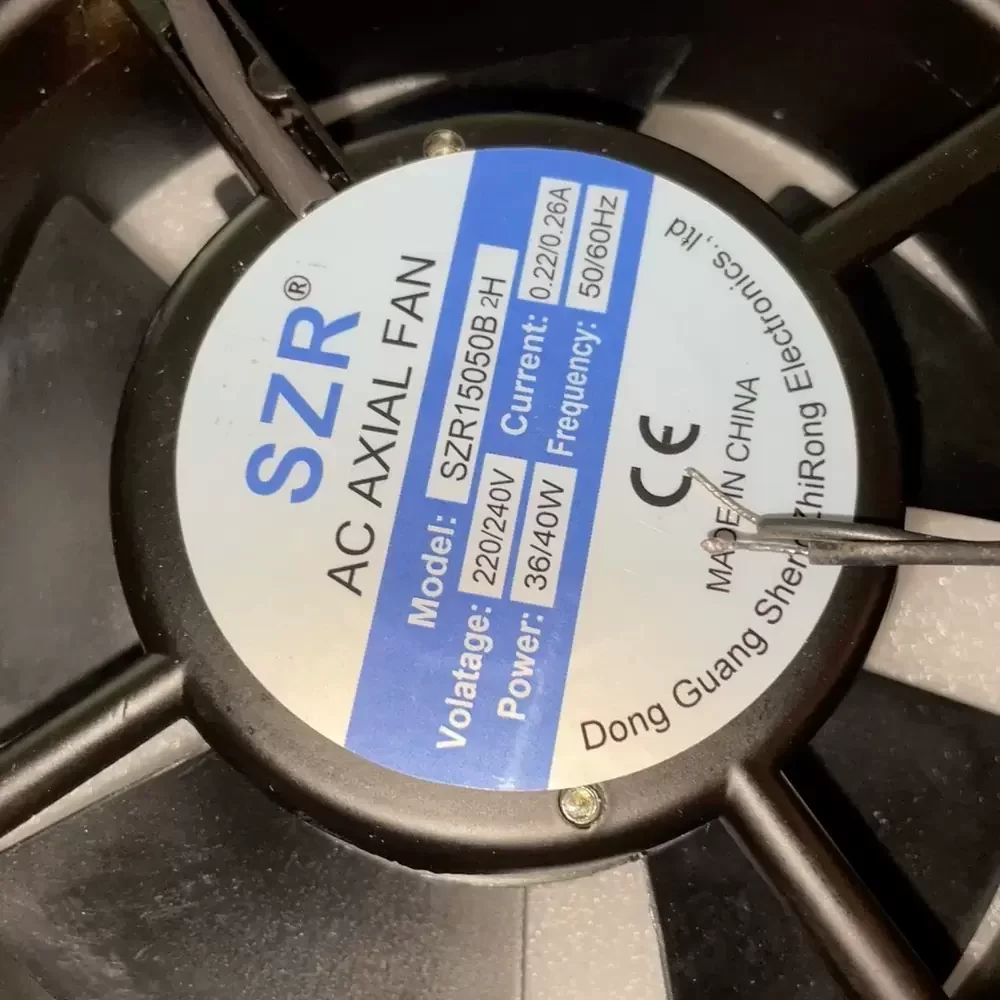 SZR®
AC AXIAL FAN
Model: SZR15050B 2H
Volatage: 220/240V Current: 0.22/0.26A
Power: 36/40W Frequency: 50/60Hz
CE
MADE IN CHINA
Dong Guang ZhiRong Electronics.,ltd